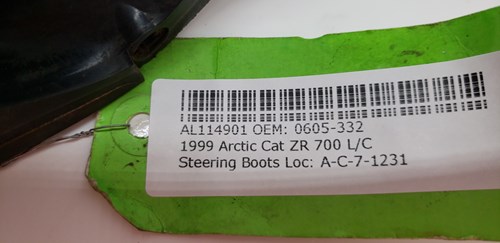 AL114901 OEM: 0605-332
1999 Arctic Cat ZR 700 L/C
Steering Boots Loc: A-C-7-1231